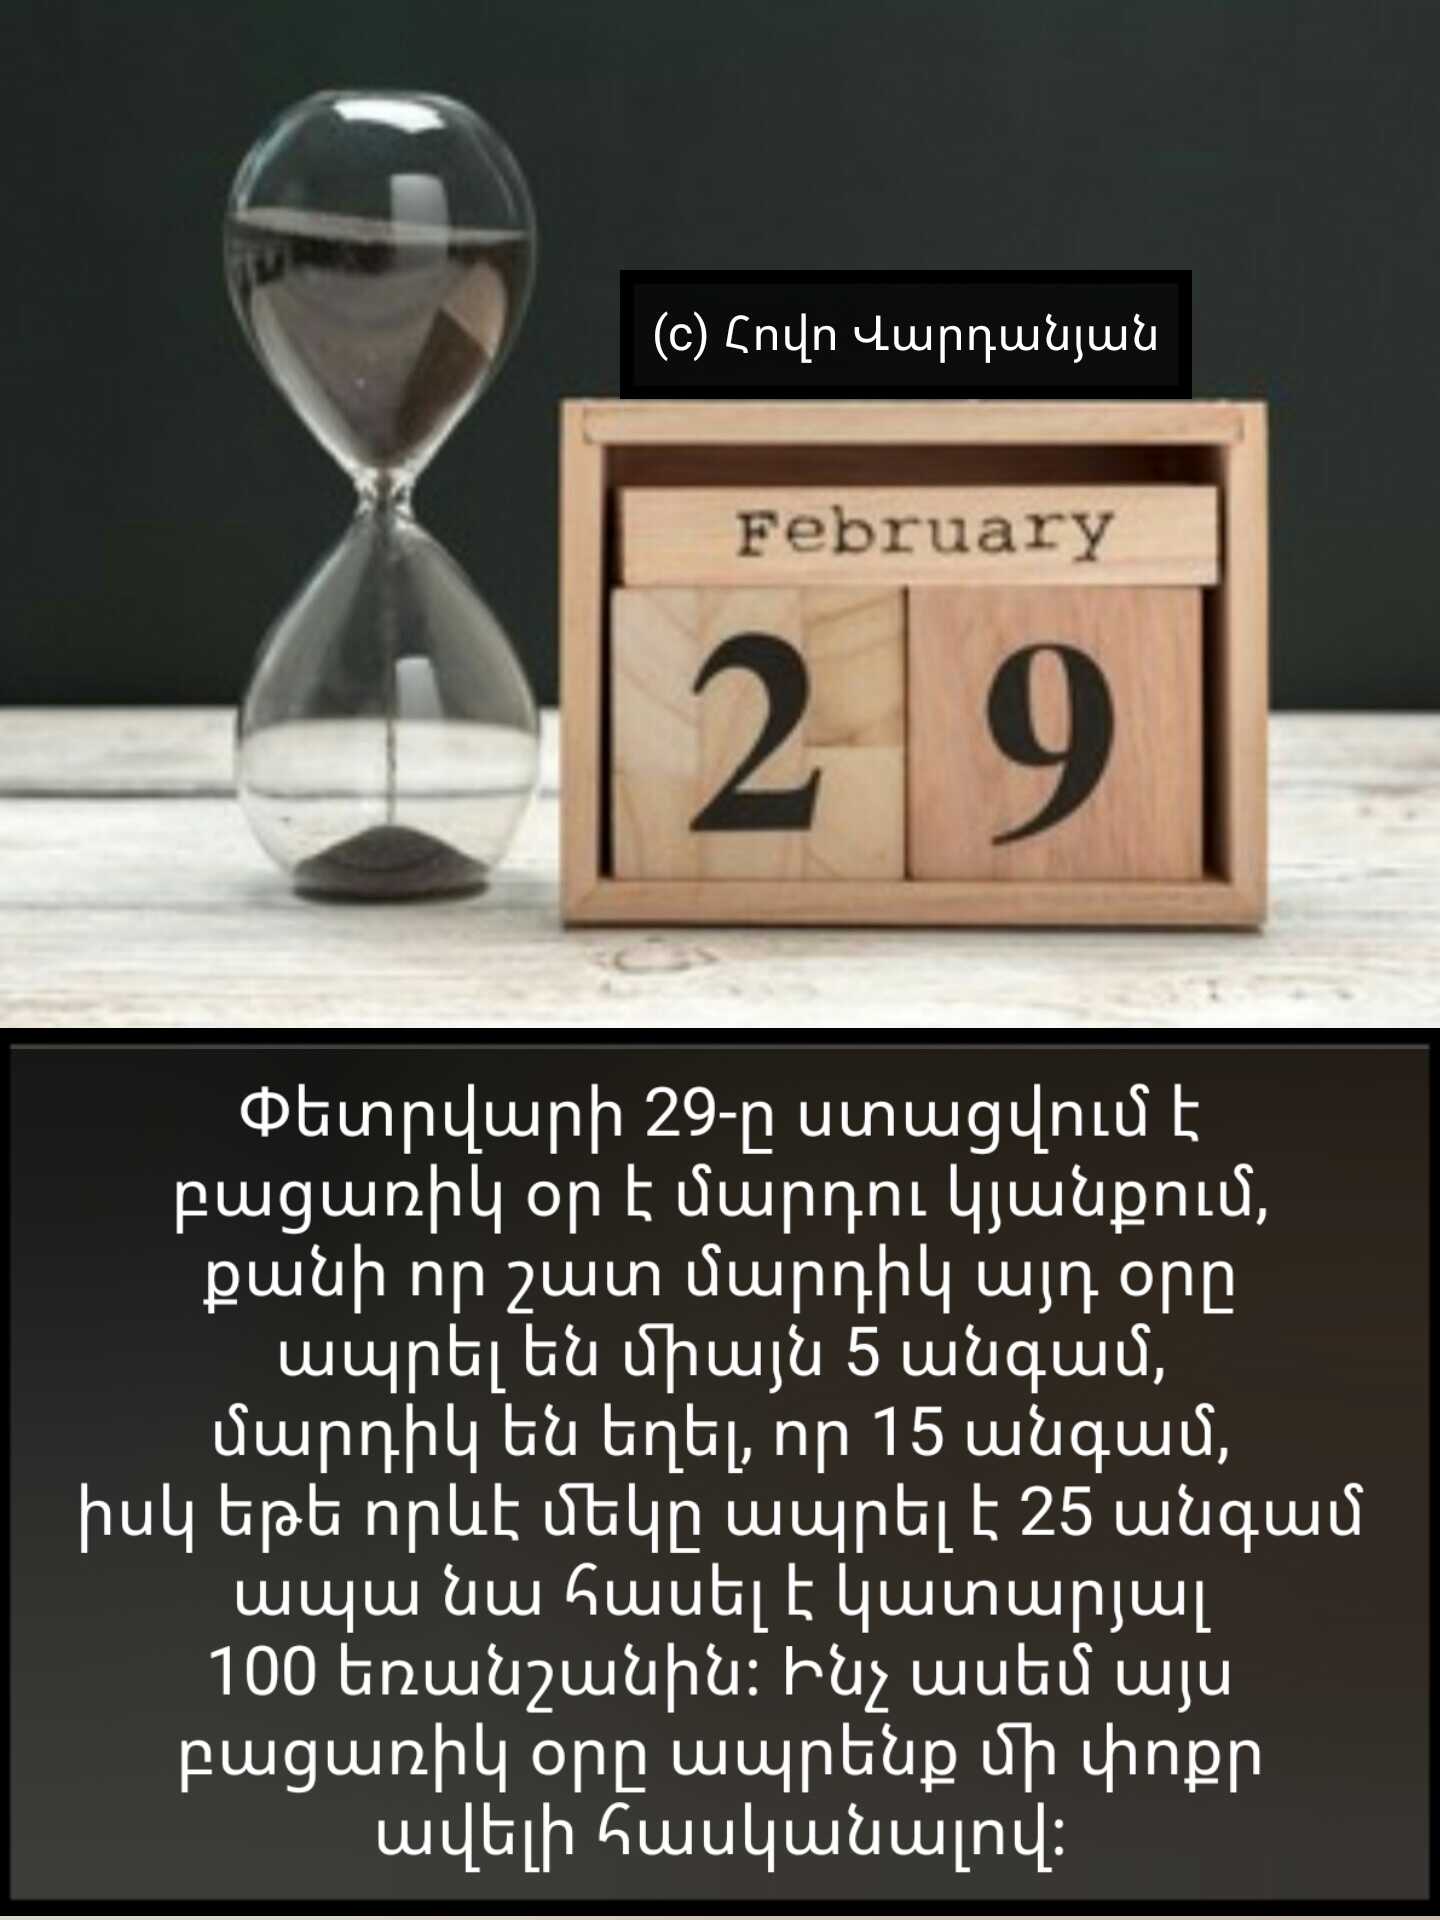 (c) Հովո Վարդանյան
February
29
Փետրվարի 29-ը ստացվում է
բացառիկ օր է մարդու կյանքում,
քանի որ շատ մարդիկ այդ օրը
ապրել են միայն 5 անգամ,
մարդիկ են եղել, որ 15 անգամ,
իսկ եթե որևէ մեկը ապրել է 25 անգամ
ապա նա հասել է կատարյալ
100 եռանշանին: Ինչ ասեմ այս
բացառիկ օրը ապրենք մի փոքր
ավելի հասկանալով: